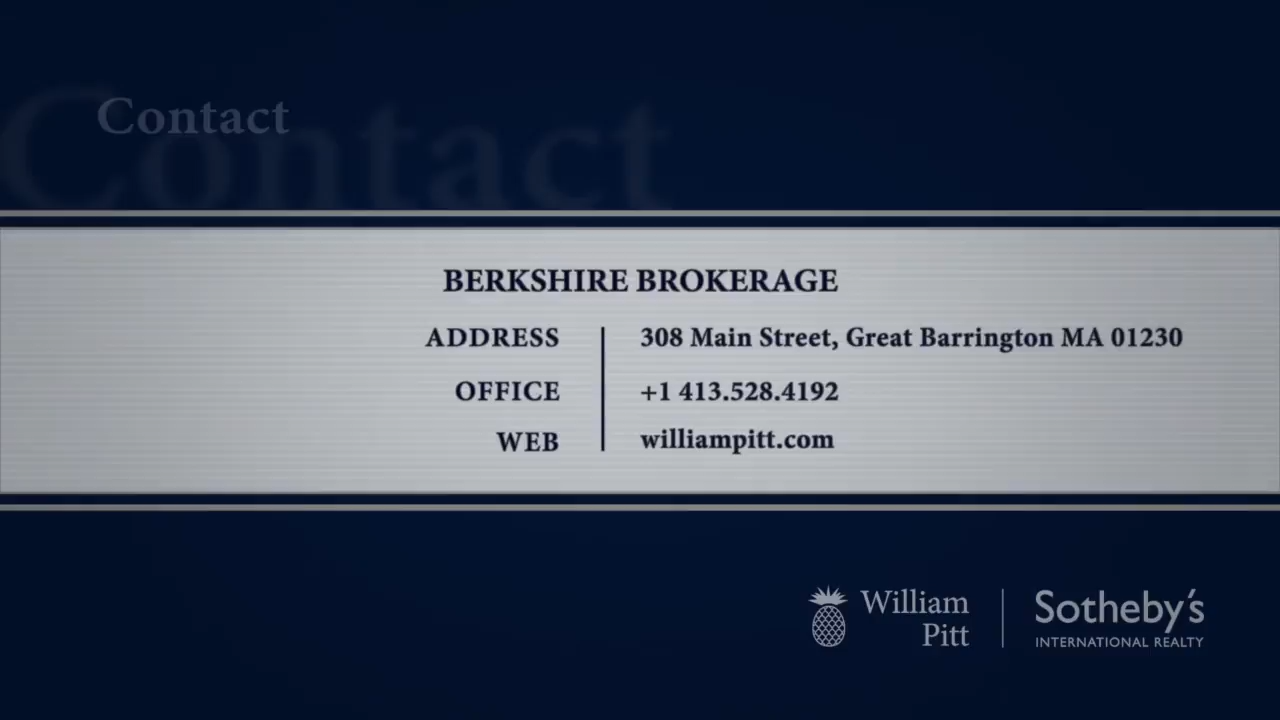 Contact
Contact
BERKSHIRE BROKERAGE
ADDRESS 308 Main Street, Great Barrington MA 01230
OFFICE +1 413.528.4192
WEB williampitt.com
William Pitt
Sotheby's
INTERNATIONAL REALTY